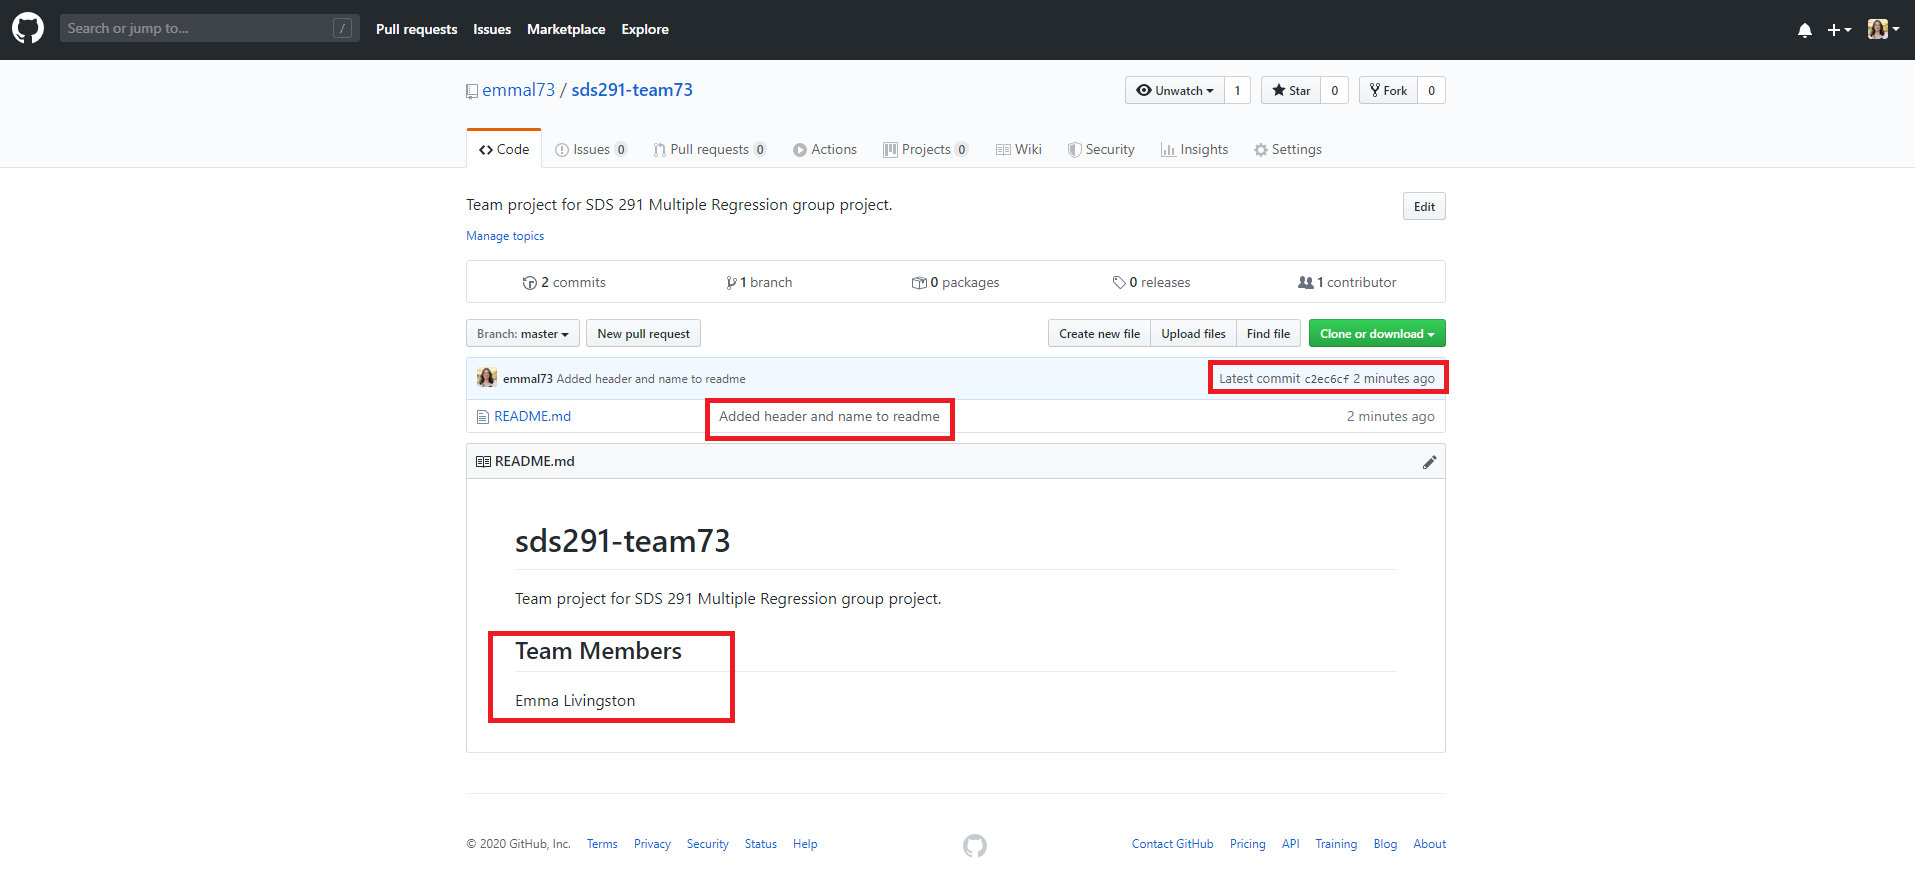 Search or jump to... /
Pull requests Issues Marketplace Explore
emmal73 / sds291-team73
Unwatch 1 Star 0 Fork 0
Code Issues 0 Pull requests 0 Actions Projects 0 Wiki Security Insights Settings
Team project for SDS 291 Multiple Regression group project.
Edit
Manage topics
2 commits 1 branch 0 packages 0 releases 1 contributor
Branch: master New pull request Create new file Upload files Find file Clone or download
emmal73 Added header and name to readme Latest commit c2ec6cf 2 minutes ago
README.md Added header and name to readme 2 minutes ago
README.md
sds291-team73
Team project for SDS 291 Multiple Regression group project.
Team Members
Emma Livingston
© 2020 GitHub, Inc. Terms Privacy Security Status Help Contact GitHub Pricing API Training Blog About